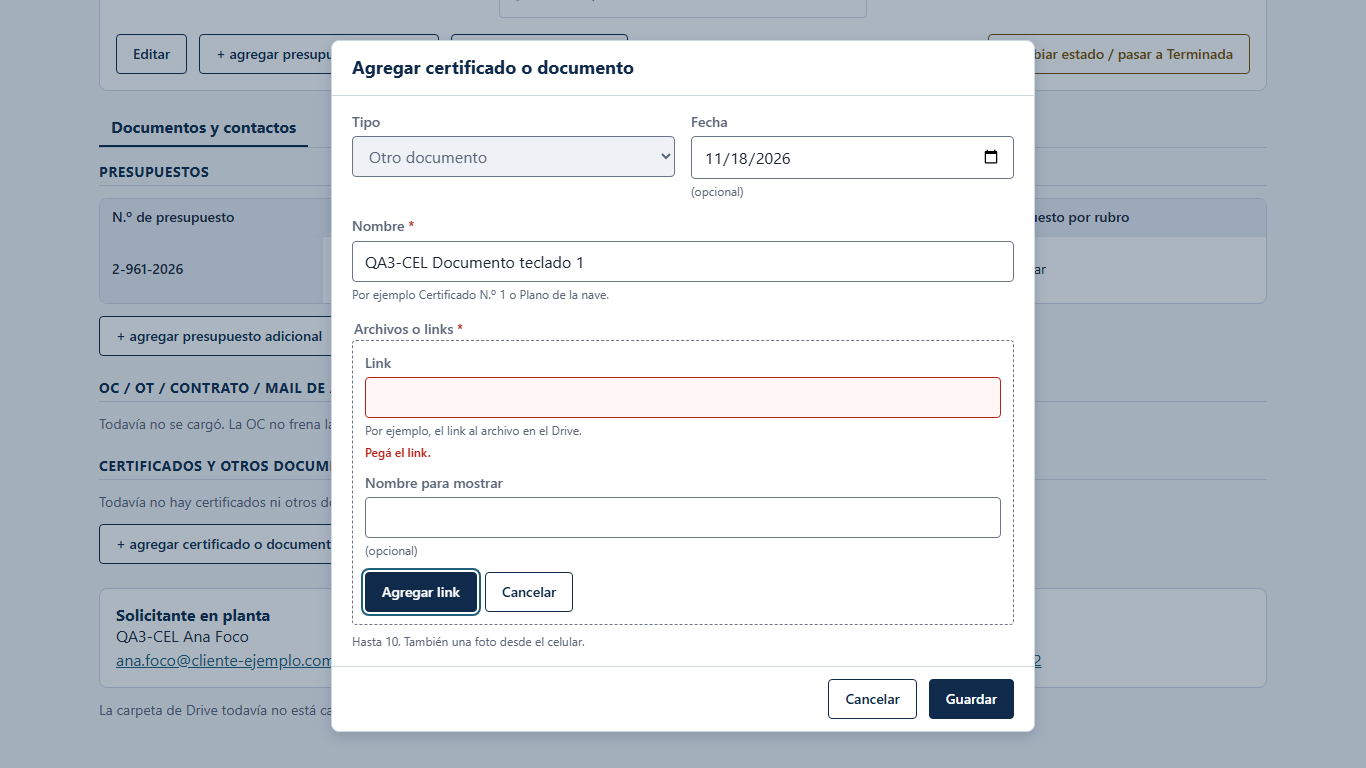 Editar
+ agregar presupu
biar estado / pasar a Terminada
Documentos y contactos
PRESUPUESTOS
N.º de presupuesto
esto por rubro
2-961-2026
ar
+ agregar presupuesto adicional
OC / OT / CONTRATO / MAIL DE
Todavía no se cargó. La OC no frena la
CERTIFICADOS Y OTROS DOCUM
Todavía no hay certificados ni otros d
+ agregar certificado o document
Solicitante en planta
QA3-CEL Ana Foco
ana.foco@cliente-ejemplo.com
2
La carpeta de Drive todavía no está ca
Agregar certificado o documento
Tipo
Fecha
Otro documento
11/18/2026
(opcional)
Nombre *
QA3-CEL Documento teclado 1
Por ejemplo Certificado N.º 1 o Plano de la nave.
Archivos o links *
Link
Por ejemplo, el link al archivo en el Drive.
Pegá el link.
Nombre para mostrar
(opcional)
Agregar link
Cancelar
Hasta 10. También una foto desde el celular.
Cancelar
Guardar